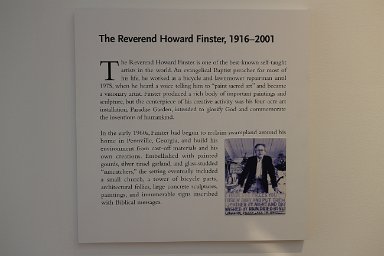 The Reverend Howard Finster, 1916–2001
The Reverend Howard Finster is one of the best-known self-taught
artists in the world. An evangelical Baptist preacher for most of
his life, he worked as a bicycle and lawnmower repairman until
1975, when he heard a voice telling him to "paint sacred art" and became
a visionary artist. Finster produced a rich body of important paintings and
sculpture, but the centerpiece of his creative activity was his four-acre art
installation, Paradise Garden, intended to glorify God and commemorate
the inventions of humankind.
In the early 1960s, Finster had begun to reclaim swampland around his
home in Pennville, Georgia, and build his
environment from cast-off materials and his
own creations. Embellished with painted
gourds, silver tinsel garland, and glass-studded
"suncatchers," the setting eventually included
a small church, a tower of bicycle parts,
architectural follies, large concrete sculptures,
paintings, and innumerable signs inscribed
with Biblical messages.